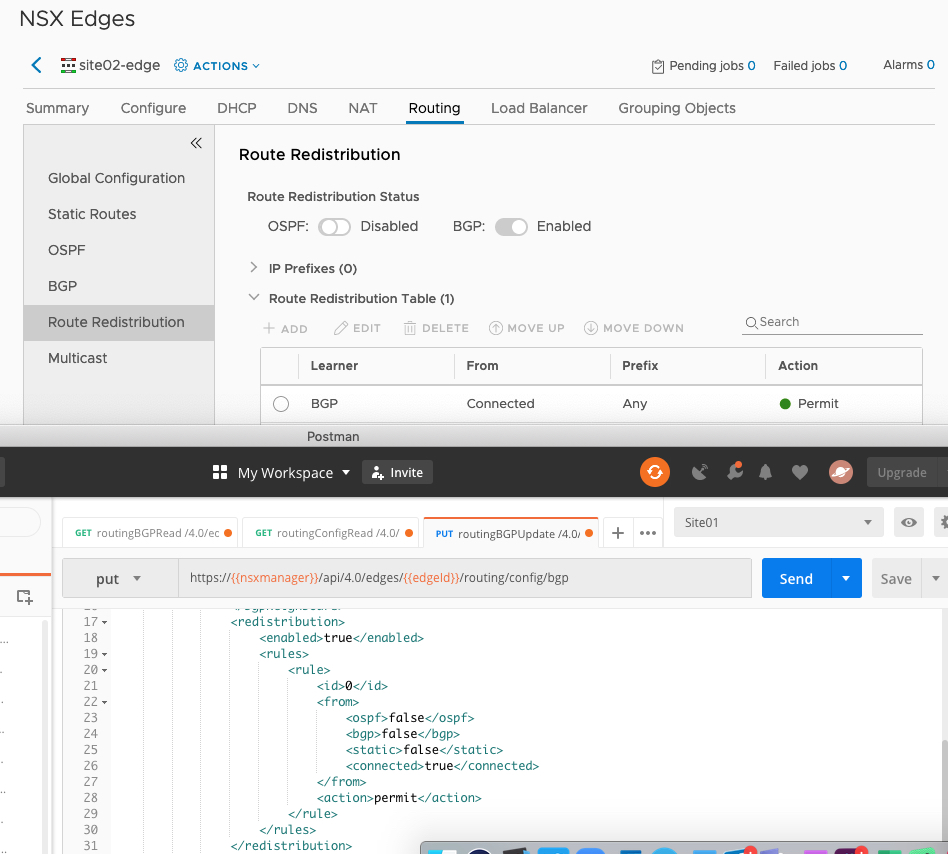 NSX Edges
site02-edge ACTIONS Pending jobs 0 Failed jobs 0 Alarms 0
Summary Configure DHCP DNS NAT Routing Load Balancer Grouping Objects
Global Configuration
Static Routes
OSPF
BGP
Route Redistribution
Multicast
Route Redistribution
Route Redistribution Status
OSPF: Disabled BGP: Enabled
IP Prefixes (0)
Route Redistribution Table (1)
ADD EDIT DELETE MOVE UP MOVE DOWN Search
Learner From Prefix Action
BGP Connected Any Permit
Postman
My Workspace Invite Upgrade
GET routingBGPRead /4.0/ec GET routingConfigRead /4.0/ PUT routingBGPUpdate /4.0/ Site01
put https://{{nsxmanager}}/api/4.0/edges/{{edgeId}}/routing/config/bgp Send Save
17 <redistribution>
18 <enabled>true</enabled>
19 <rules>
20 <rule>
21 <id>0</id>
22 <from>
23 <ospf>false</ospf>
24 <bgp>false</bgp>
25 <static>false</static>
26 <connected>true</connected>
27 </from>
28 <action>permit</action>
29 </rule>
30 </rules>
31 </redistribution>